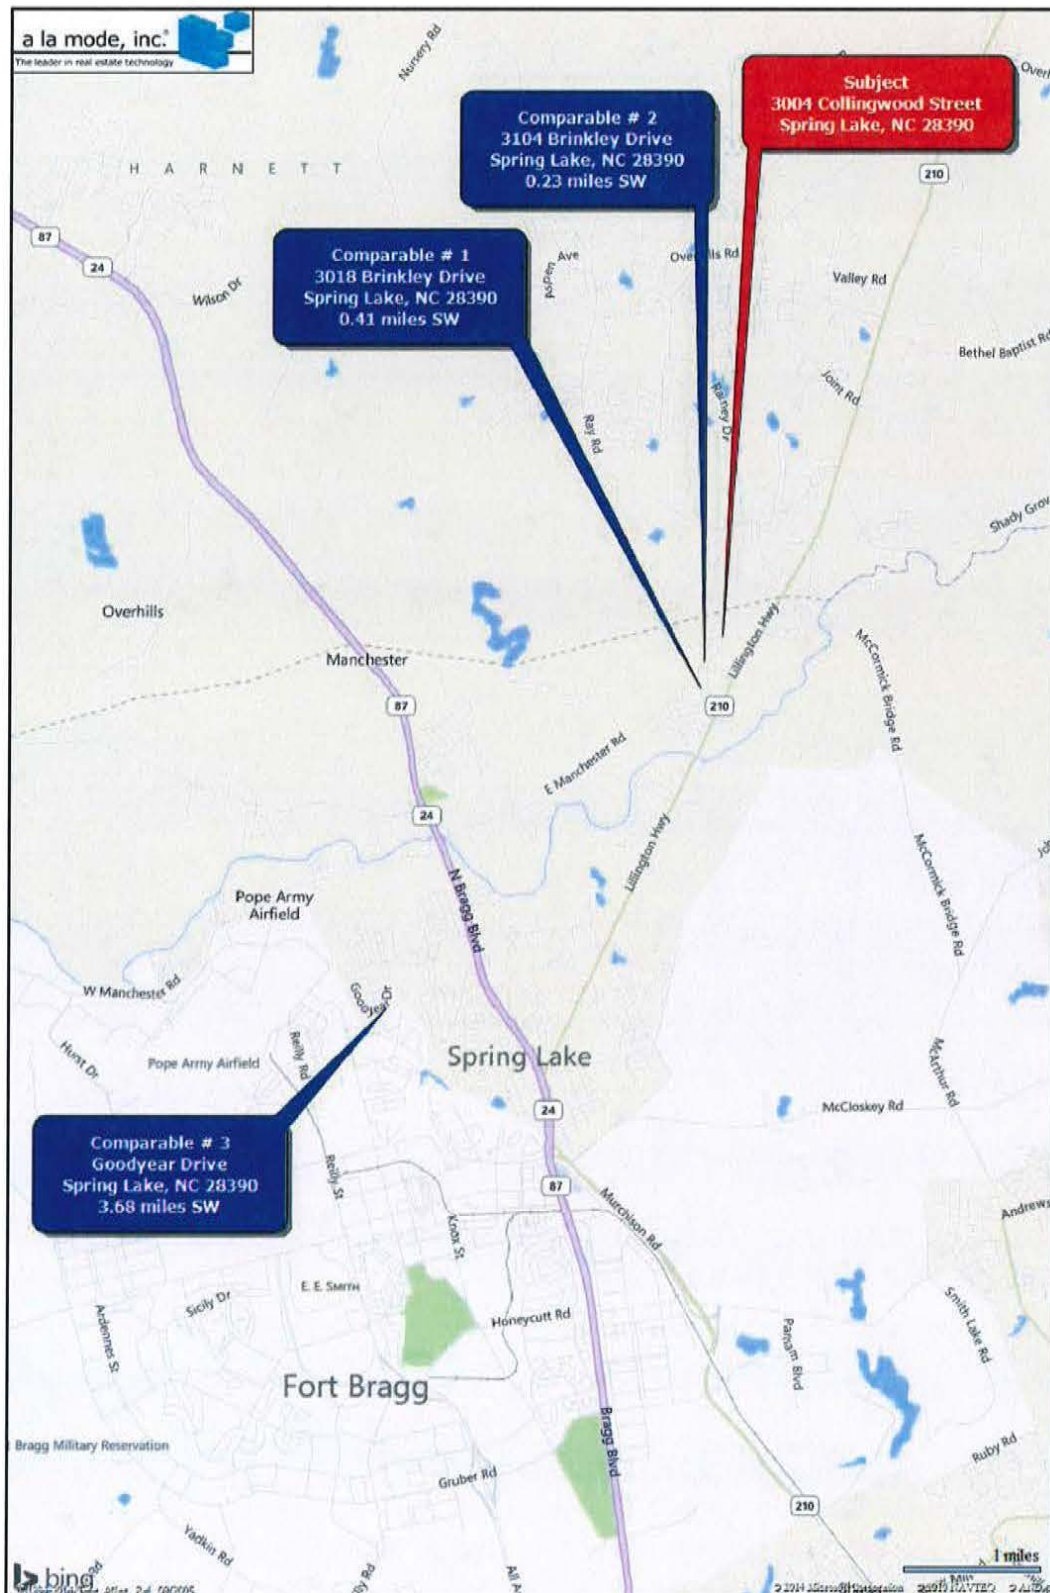 a la mode, inc.
The leader in real estate technology
Nursery Rd
Subject
3004 Collingwood Street
Spring Lake, NC 28390
Comparable # 2
3104 Brinkley Drive
Spring Lake, NC 28390
0.23 miles SW
H A R N E T T
210
87
24
Comparable # 1
3018 Brinkley Drive
Spring Lake, NC 28390
0.41 miles SW
Wilson Dr
Aspen Ave
Valley Rd
Bethel Baptist Rd
Joint Rd
Ramey Dr
Ray Rd
Overhills
Manchester
Lillington Hwy
McCormick Bridge Rd
87
210
E Manchester Rd
24
Lillington Hwy
McCormick Bridge Rd
Pope Army
Airfield
N Bragg Blvd
W Manchester Rd
Goodyear Dr
Hurst Dr
Reilly Rd
Pope Army Airfield
Spring Lake
McArthur Rd
McCloskey Rd
24
Comparable # 3
Goodyear Drive
Spring Lake, NC 28390
3.68 miles SW
Reilly St
87
Knox St
Murchison Rd
Andrews
E. E. SMITH
Sicily Dr
Ardennes St
Honeycutt Rd
Smith Lake Rd
Fort Bragg
Bragg Military Reservation
Bragg Blvd
Ruby Rd
Gruber Rd
210
Yadkin Rd
1 miles
bing